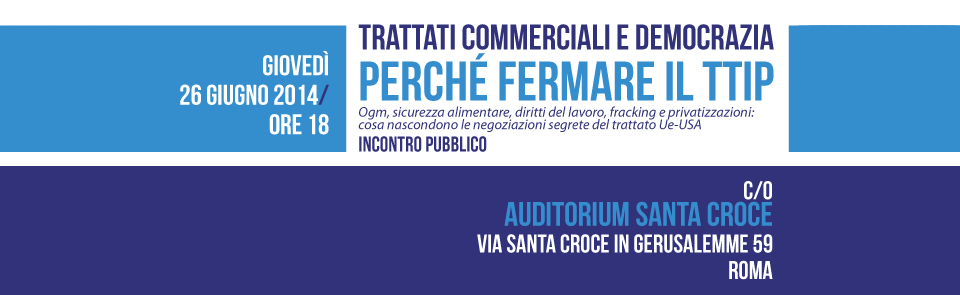 GIOVEDÌ
26 GIUGNO 2014/
ORE 18
TRATTATI COMMERCIALI E DEMOCRAZIA
PERCHÉ FERMARE IL TTIP
Ogm, sicurezza alimentare, diritti del lavoro, fracking e privatizzazioni:
cosa nascondono le negoziazioni segrete del trattato Ue-USA
INCONTRO PUBBLICO
C/O
AUDITORIUM SANTA CROCE
VIA SANTA CROCE IN GERUSALEMME 59
ROMA